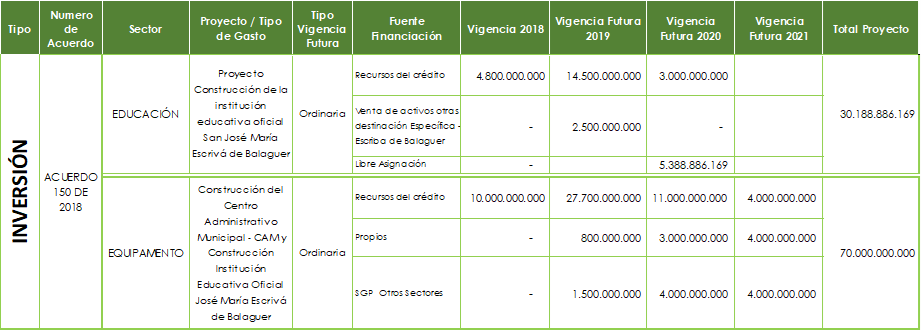 Tipo
Numero
de
Acuerdo
Sector
Proyecto / Tipo
de Gasto
Tipo
Vigencia
Futura
Fuente
Financiación
Vigencia 2018
Vigencia Futura
2019
Vigencia
Futura 2020
Vigencia
Futura 2021
Total Proyecto
INVERSIÓN
ACUERDO
150 DE
2018
EDUCACIÓN
Proyecto
Construcción de la
institución
educativa oficial
San José María
Escrivá de Balaguer
Ordinaria
Recursos del crédito
4.800.000.000
14.500.000.000
3.000.000.000
Venta de activos otras
destinación Específica -
Escriba de Balaguer
-
2.500.000.000
-
Libre Asignación
-
5.388.886.169
30.188.886.169
EQUIPAMENTO
Construcción del
Centro
Administrativo
Municipal - CAM y
Construcción
Institución
Educativa Oficial
José María Escrivá
de Balaguer
Ordinaria
Recursos del crédito
10.000.000.000
27.700.000.000
11.000.000.000
4.000.000.000
Propios
-
800.000.000
3.000.000.000
4.000.000.000
SGP Otros Sectores
-
1.500.000.000
4.000.000.000
4.000.000.000
70.000.000.000